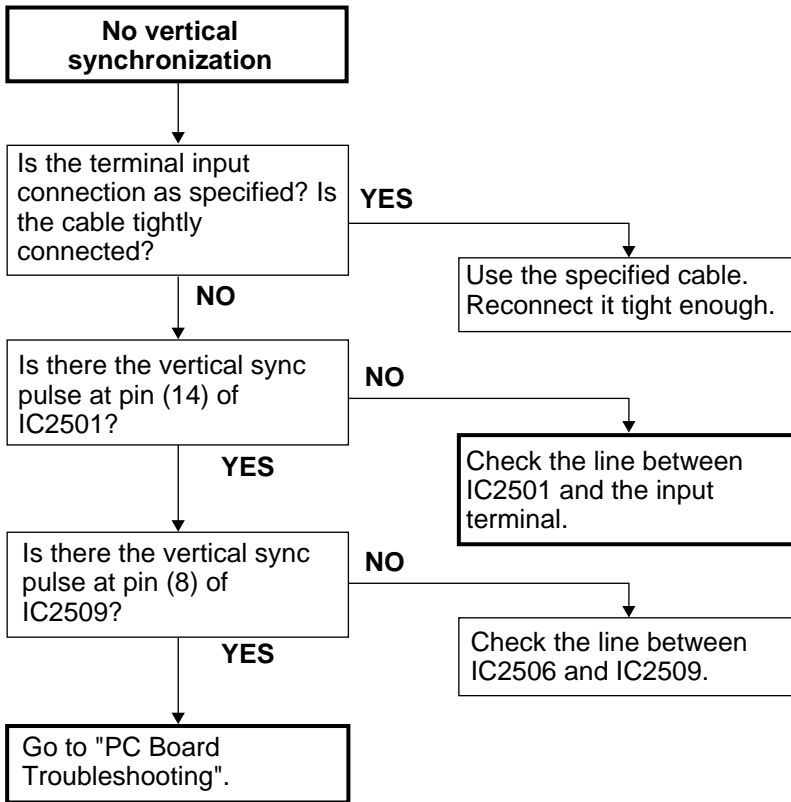 No vertical
synchronization
Is the terminal input
connection as specified? Is
the cable tightly
connected?
YES
Use the specified cable.
Reconnect it tight enough.
NO
Is there the vertical sync
pulse at pin (14) of
IC2501?
NO
Check the line between
IC2501 and the input
terminal.
YES
Is there the vertical sync
pulse at pin (8) of
IC2509?
NO
Check the line between
IC2506 and IC2509.
YES
Go to "PC Board
Troubleshooting".